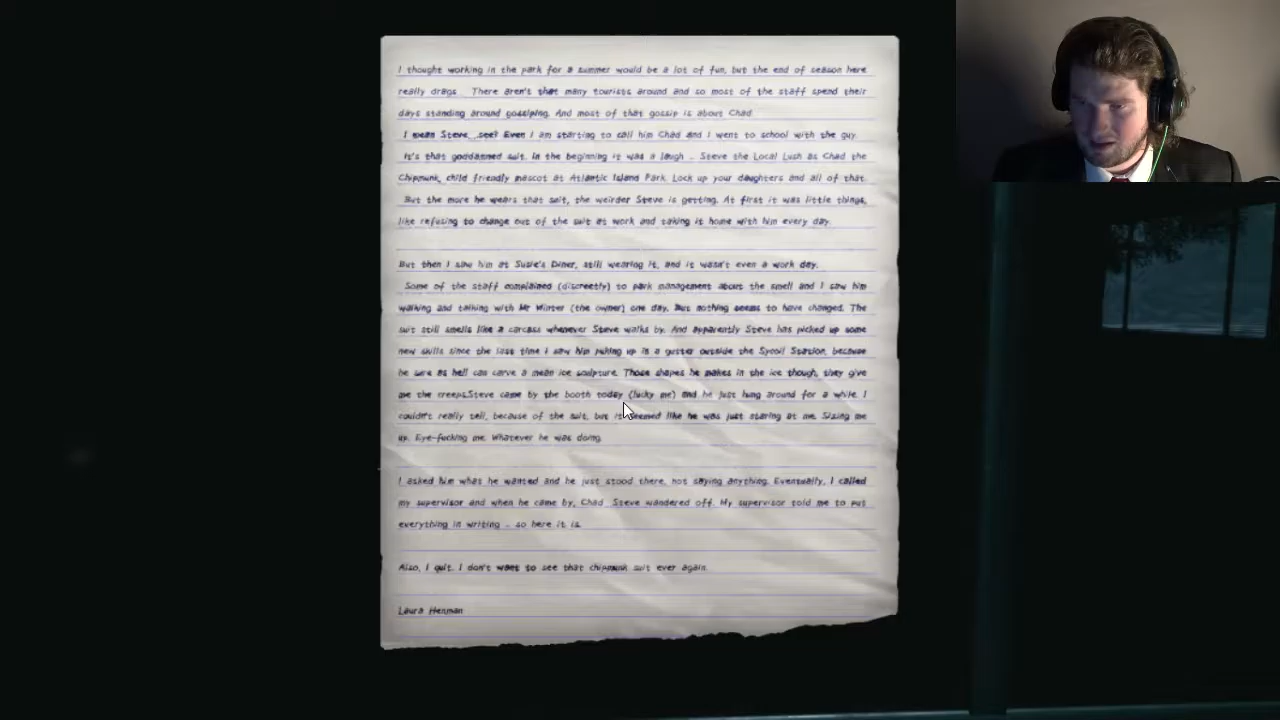 I thought working in the park for a summer would be a lot of fun, but the end of season here
really drags. There aren't that many tourists around and so most of the staff spend their
days standing around gossiping. And most of that gossip is about Chad.
I mean Steve, see? Even I am starting to call him Chad and I went to school with the guy.
It's that goddamned suit. In the beginning it was a laugh - Steve the Local Lush as Chad the
Chipmunk, child friendly mascot at Atlantic Island Park. Lock up your daughters and all of that.
But the more he wears that suit, the weirder Steve is getting. At first it was little things,
like refusing to change out of the suit at work and taking it home with him every day.
But then I saw him at Susie's Diner, still wearing it, and it wasn't even a work day.
Some of the staff complained (discreetly) to park management about the smell and I saw him
walking and talking with Mr Winter (the owner) one day. But nothing seems to have changed. The
suit still smells like a carcass whenever Steve walks by. And apparently Steve has picked up some
new skills since the last time I saw him puking up is a gutter outside the Station, because
he sure as hell can carve a mean ice sculpture. Those shapes he makes in the ice though, they give
me the creeps.Steve came by the booth today (lucky me) and he just hung around for a while. I
couldn't really tell, because of the suit, but it seemed like he was just staring at me. Sizing me
up. Eye-fucking me. Whatever he was doing.
I asked him what he wanted and he just stood there, not saying anything. Eventually, I called
my supervisor and when he came by, Chad. Steve wandered off. My supervisor told me to put
everything in writing - so here it is.
Also, I quit. I don't want to see that chipmunk suit ever again.
Laura Henman